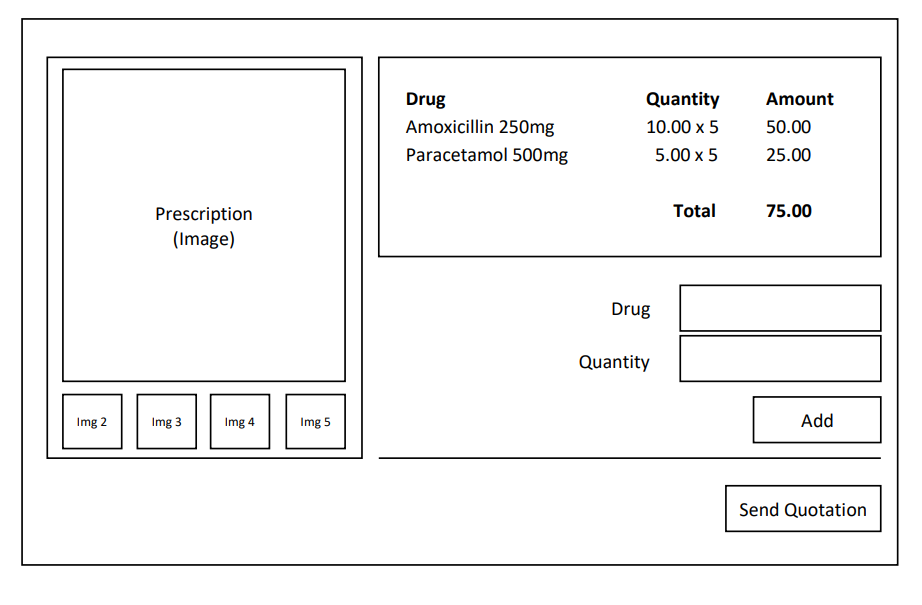 Prescription
(Image)
Img 2 Img 3 Img 4 Img 5
Drug Quantity Amount
Amoxicillin 250mg 10.00 x 5 50.00
Paracetamol 500mg 5.00 x 5 25.00
Total 75.00
Drug
Quantity
Add
Send Quotation